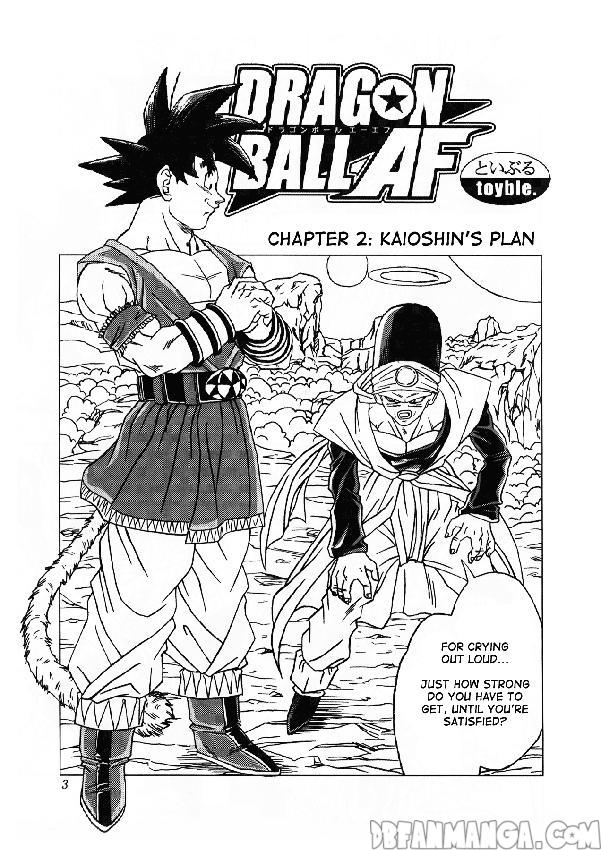 DRAGON
ドラゴンボール エーエフ
BALL AF
といぶる
toyble.
CHAPTER 2: KAIOSHIN'S PLAN
FOR CRYING
OUT LOUD...
JUST HOW STRONG
DO YOU HAVE TO
GET, UNTIL YOU'RE
SATISFIED?
3
DBFANMANGA.COM